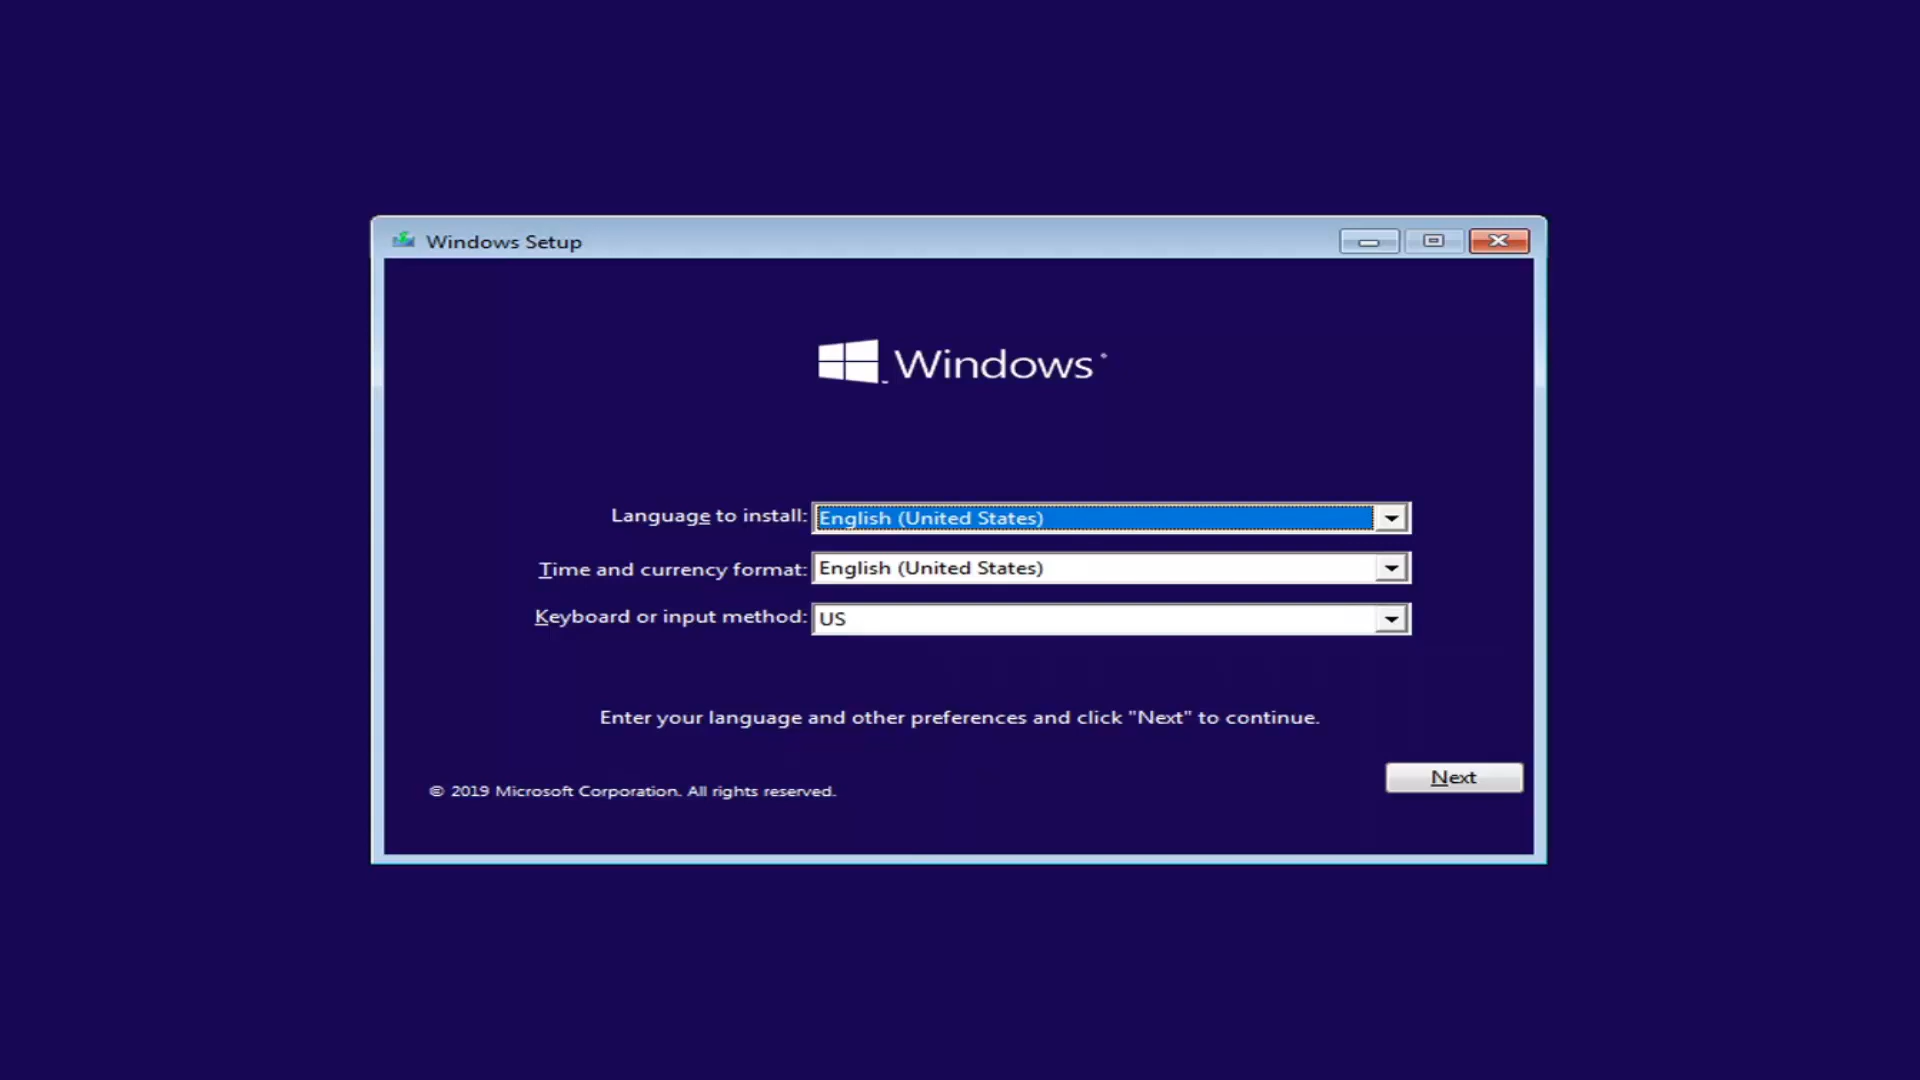 Windows Setup
Windows
Language to install: English (United States)
Time and currency format: English (United States)
Keyboard or input method: US
Enter your language and other preferences and click "Next" to continue.
Next
© 2019 Microsoft Corporation. All rights reserved.